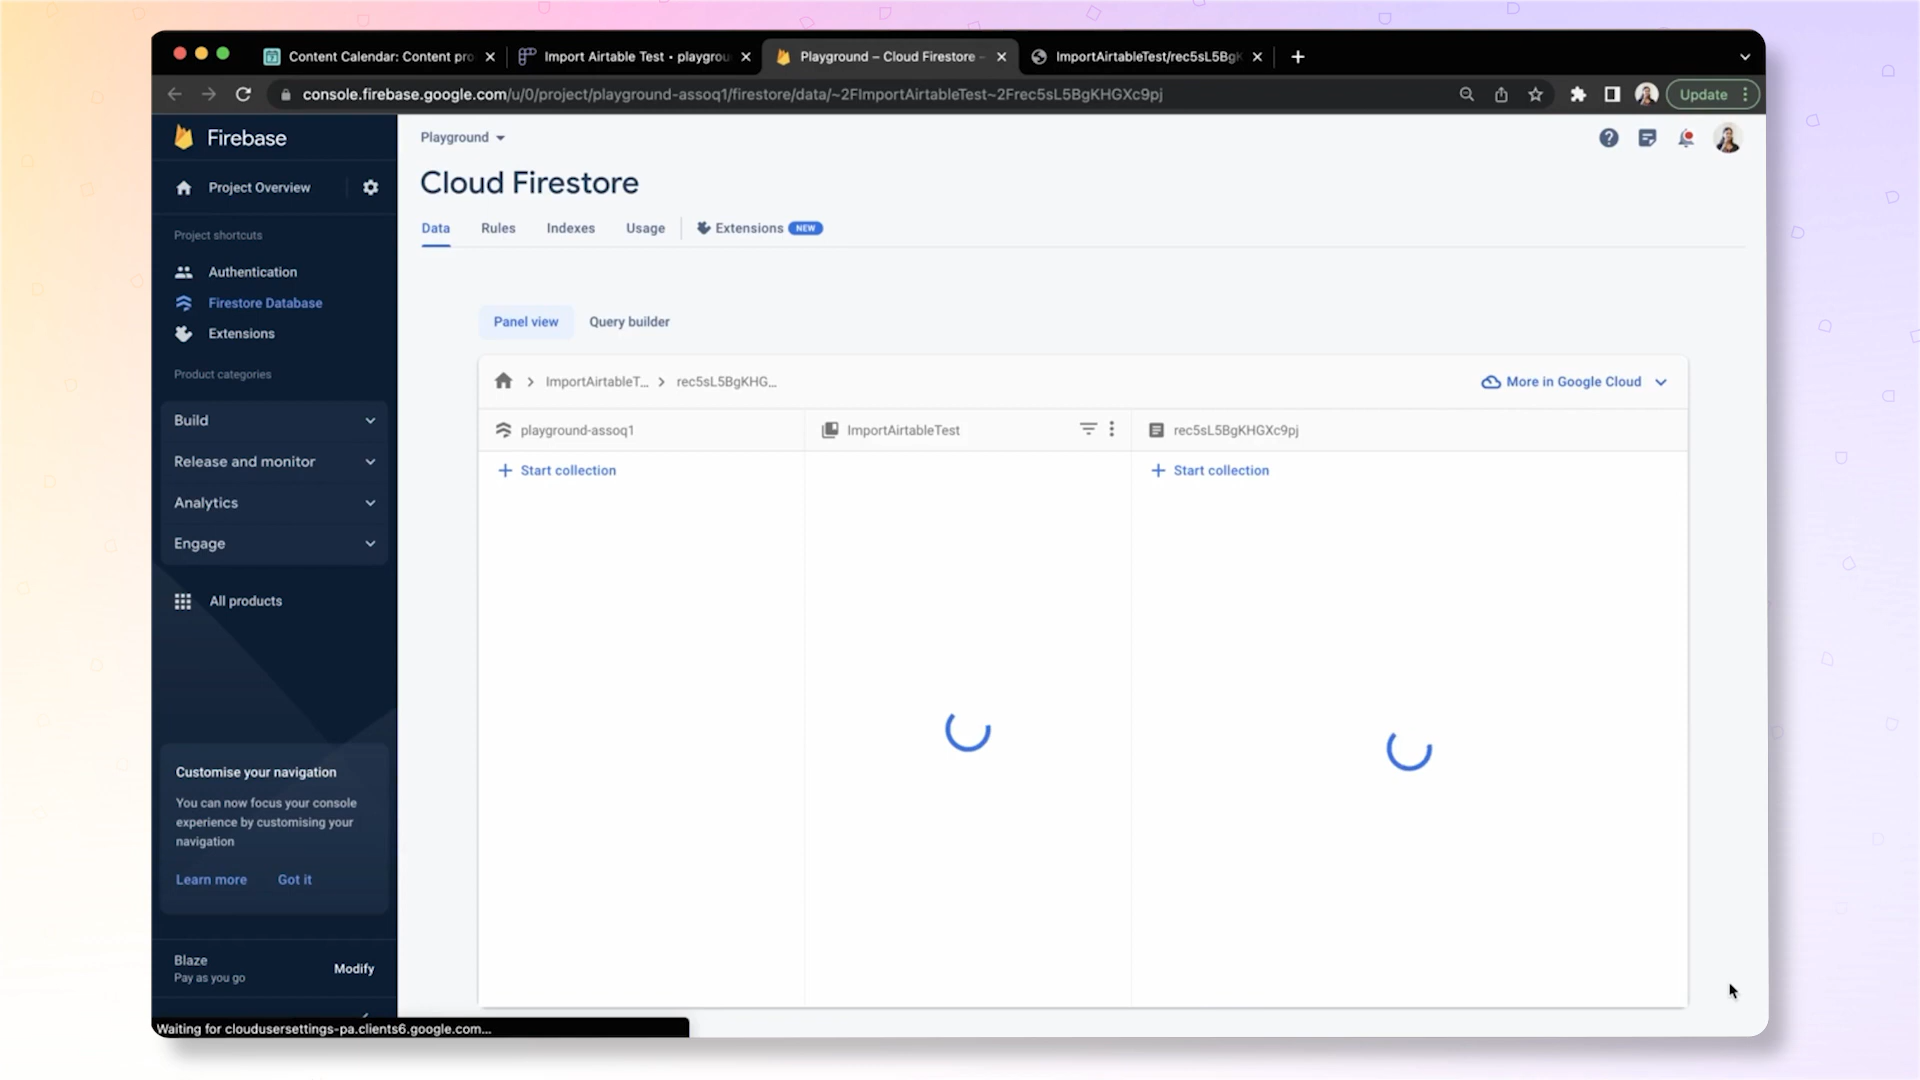 Content Calendar: Content pro
Import Airtable Test • playgrou
Playground – Cloud Firestore –
ImportAirtableTest/rec5sL5BgK
console.firebase.google.com/u/0/project/playground-assoq1/firestore/data/~2FImportAirtableTest~2Frec5sL5BgKHGXc9pj
Update
Firebase
Project Overview
Project shortcuts
Authentication
Firestore Database
Extensions
Product categories
Build
Release and monitor
Analytics
Engage
All products
Customise your navigation
You can now focus your console
experience by customising your
navigation
Learn more
Got it
Blaze
Pay as you go
Modify
Waiting for cloudusersettings-pa.clients6.google.com...
Playground
Cloud Firestore
Data
Rules
Indexes
Usage
Extensions
NEW
Panel view
Query builder
ImportAirtableT...
rec5sL5BgKHG...
More in Google Cloud
playground-assoq1
ImportAirtableTest
rec5sL5BgKHGXc9pj
Start collection
Start collection